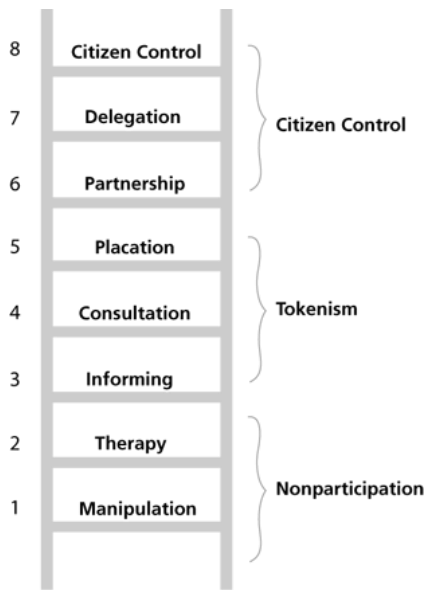 8 Citizen Control
7 Delegation
Citizen Control
6 Partnership
5 Placation
4 Consultation
Tokenism
3 Informing
2 Therapy
Nonparticipation
1 Manipulation